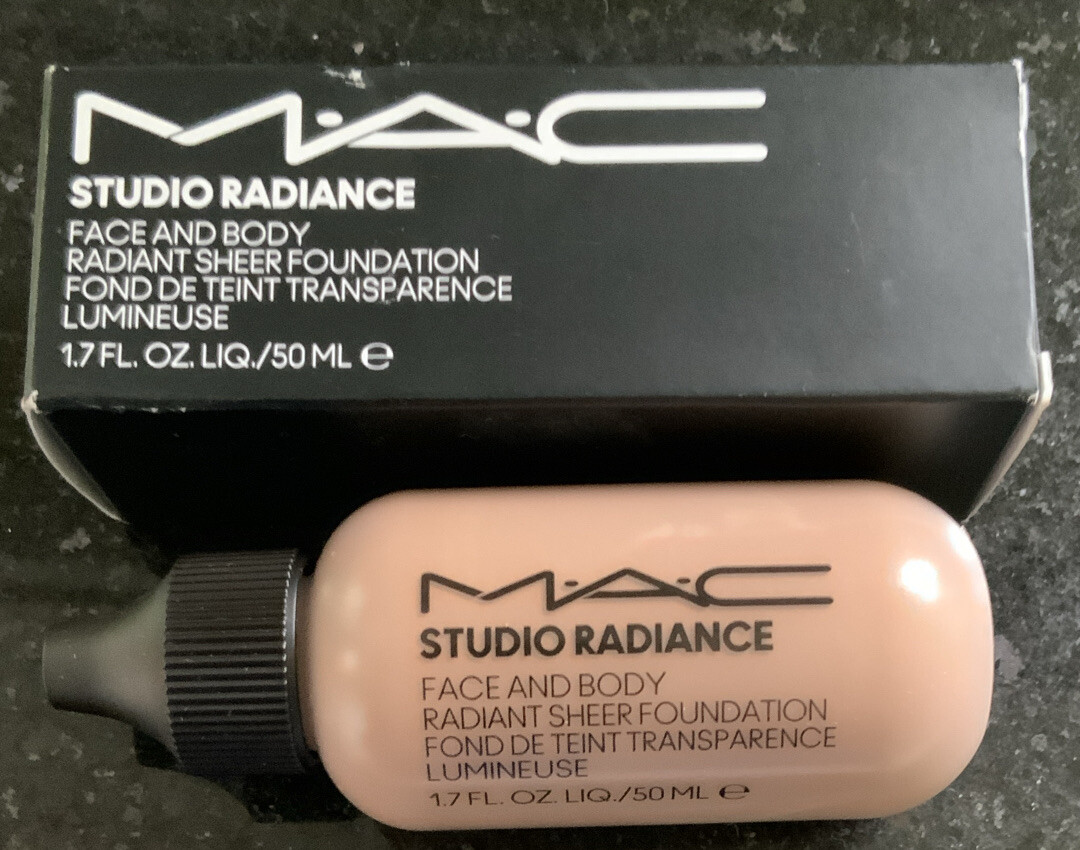 M·A·C
STUDIO RADIANCE
FACE AND BODY
RADIANT SHEER FOUNDATION
FOND DE TEINT TRANSPARENCE
LUMINEUSE
1.7 FL. OZ. LIQ./50 ML ℮
M·A·C
STUDIO RADIANCE
FACE AND BODY
RADIANT SHEER FOUNDATION
FOND DE TEINT TRANSPARENCE
LUMINEUSE
1.7 FL. OZ. LIQ./50 ML ℮